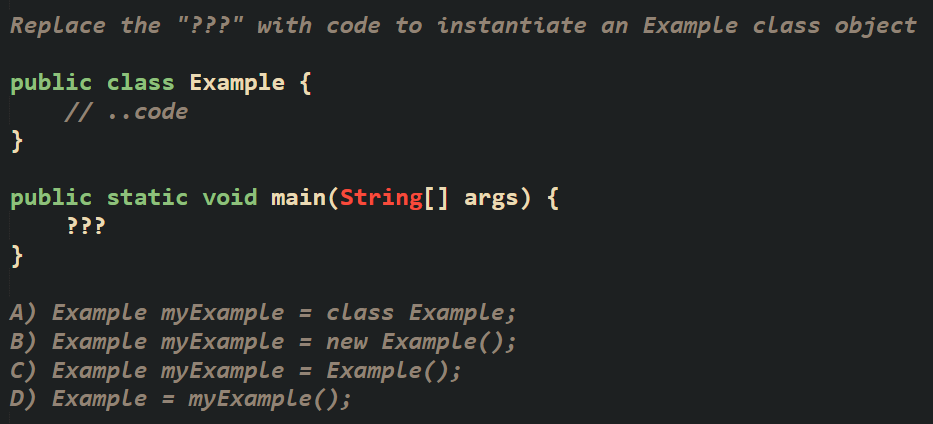 Replace the "???" with code to instantiate an Example class object
public class Example {
// ..code
}
public static void main(String[] args) {
???
}
A) Example myExample = class Example;
B) Example myExample = new Example();
C) Example myExample = Example();
D) Example = myExample();